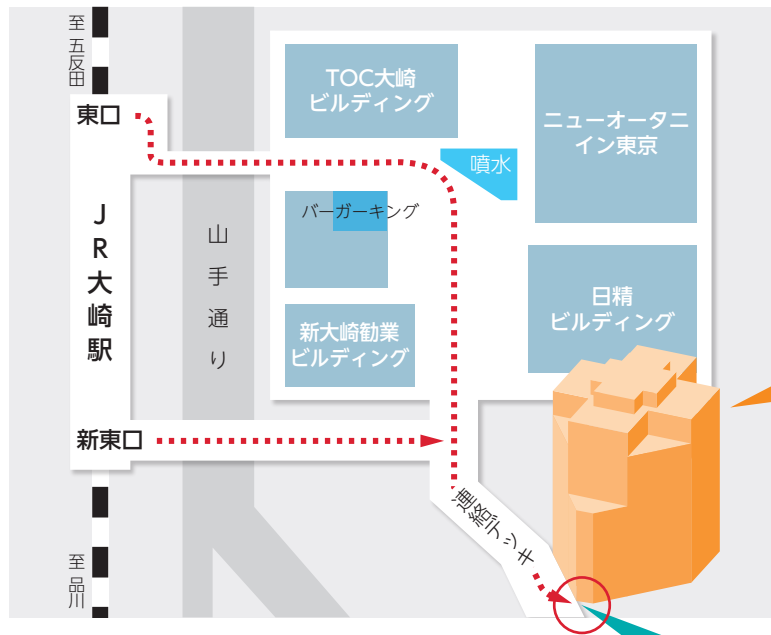 至五反田
東口
JR大崎駅
新東口
至品川
山手通り
TOC大崎
ビルディング
噴水
ニューオータニ
イン東京
バーガーキング
新大崎勧業
ビルディング
日精
ビルディング
連絡デッキ